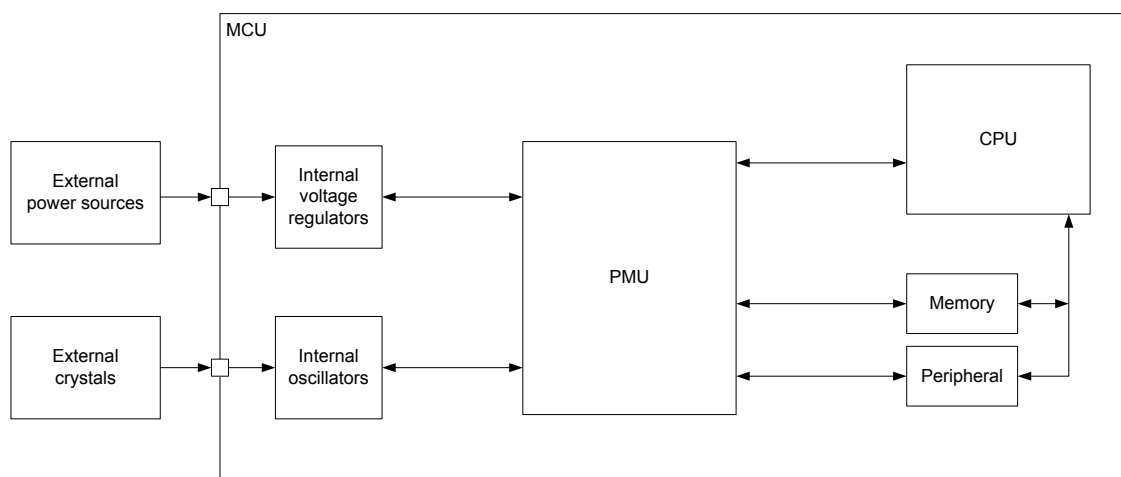 MCU
CPU
External
power sources
Internal
voltage
regulators
PMU
Memory
External
crystals
Internal
oscillators
Peripheral